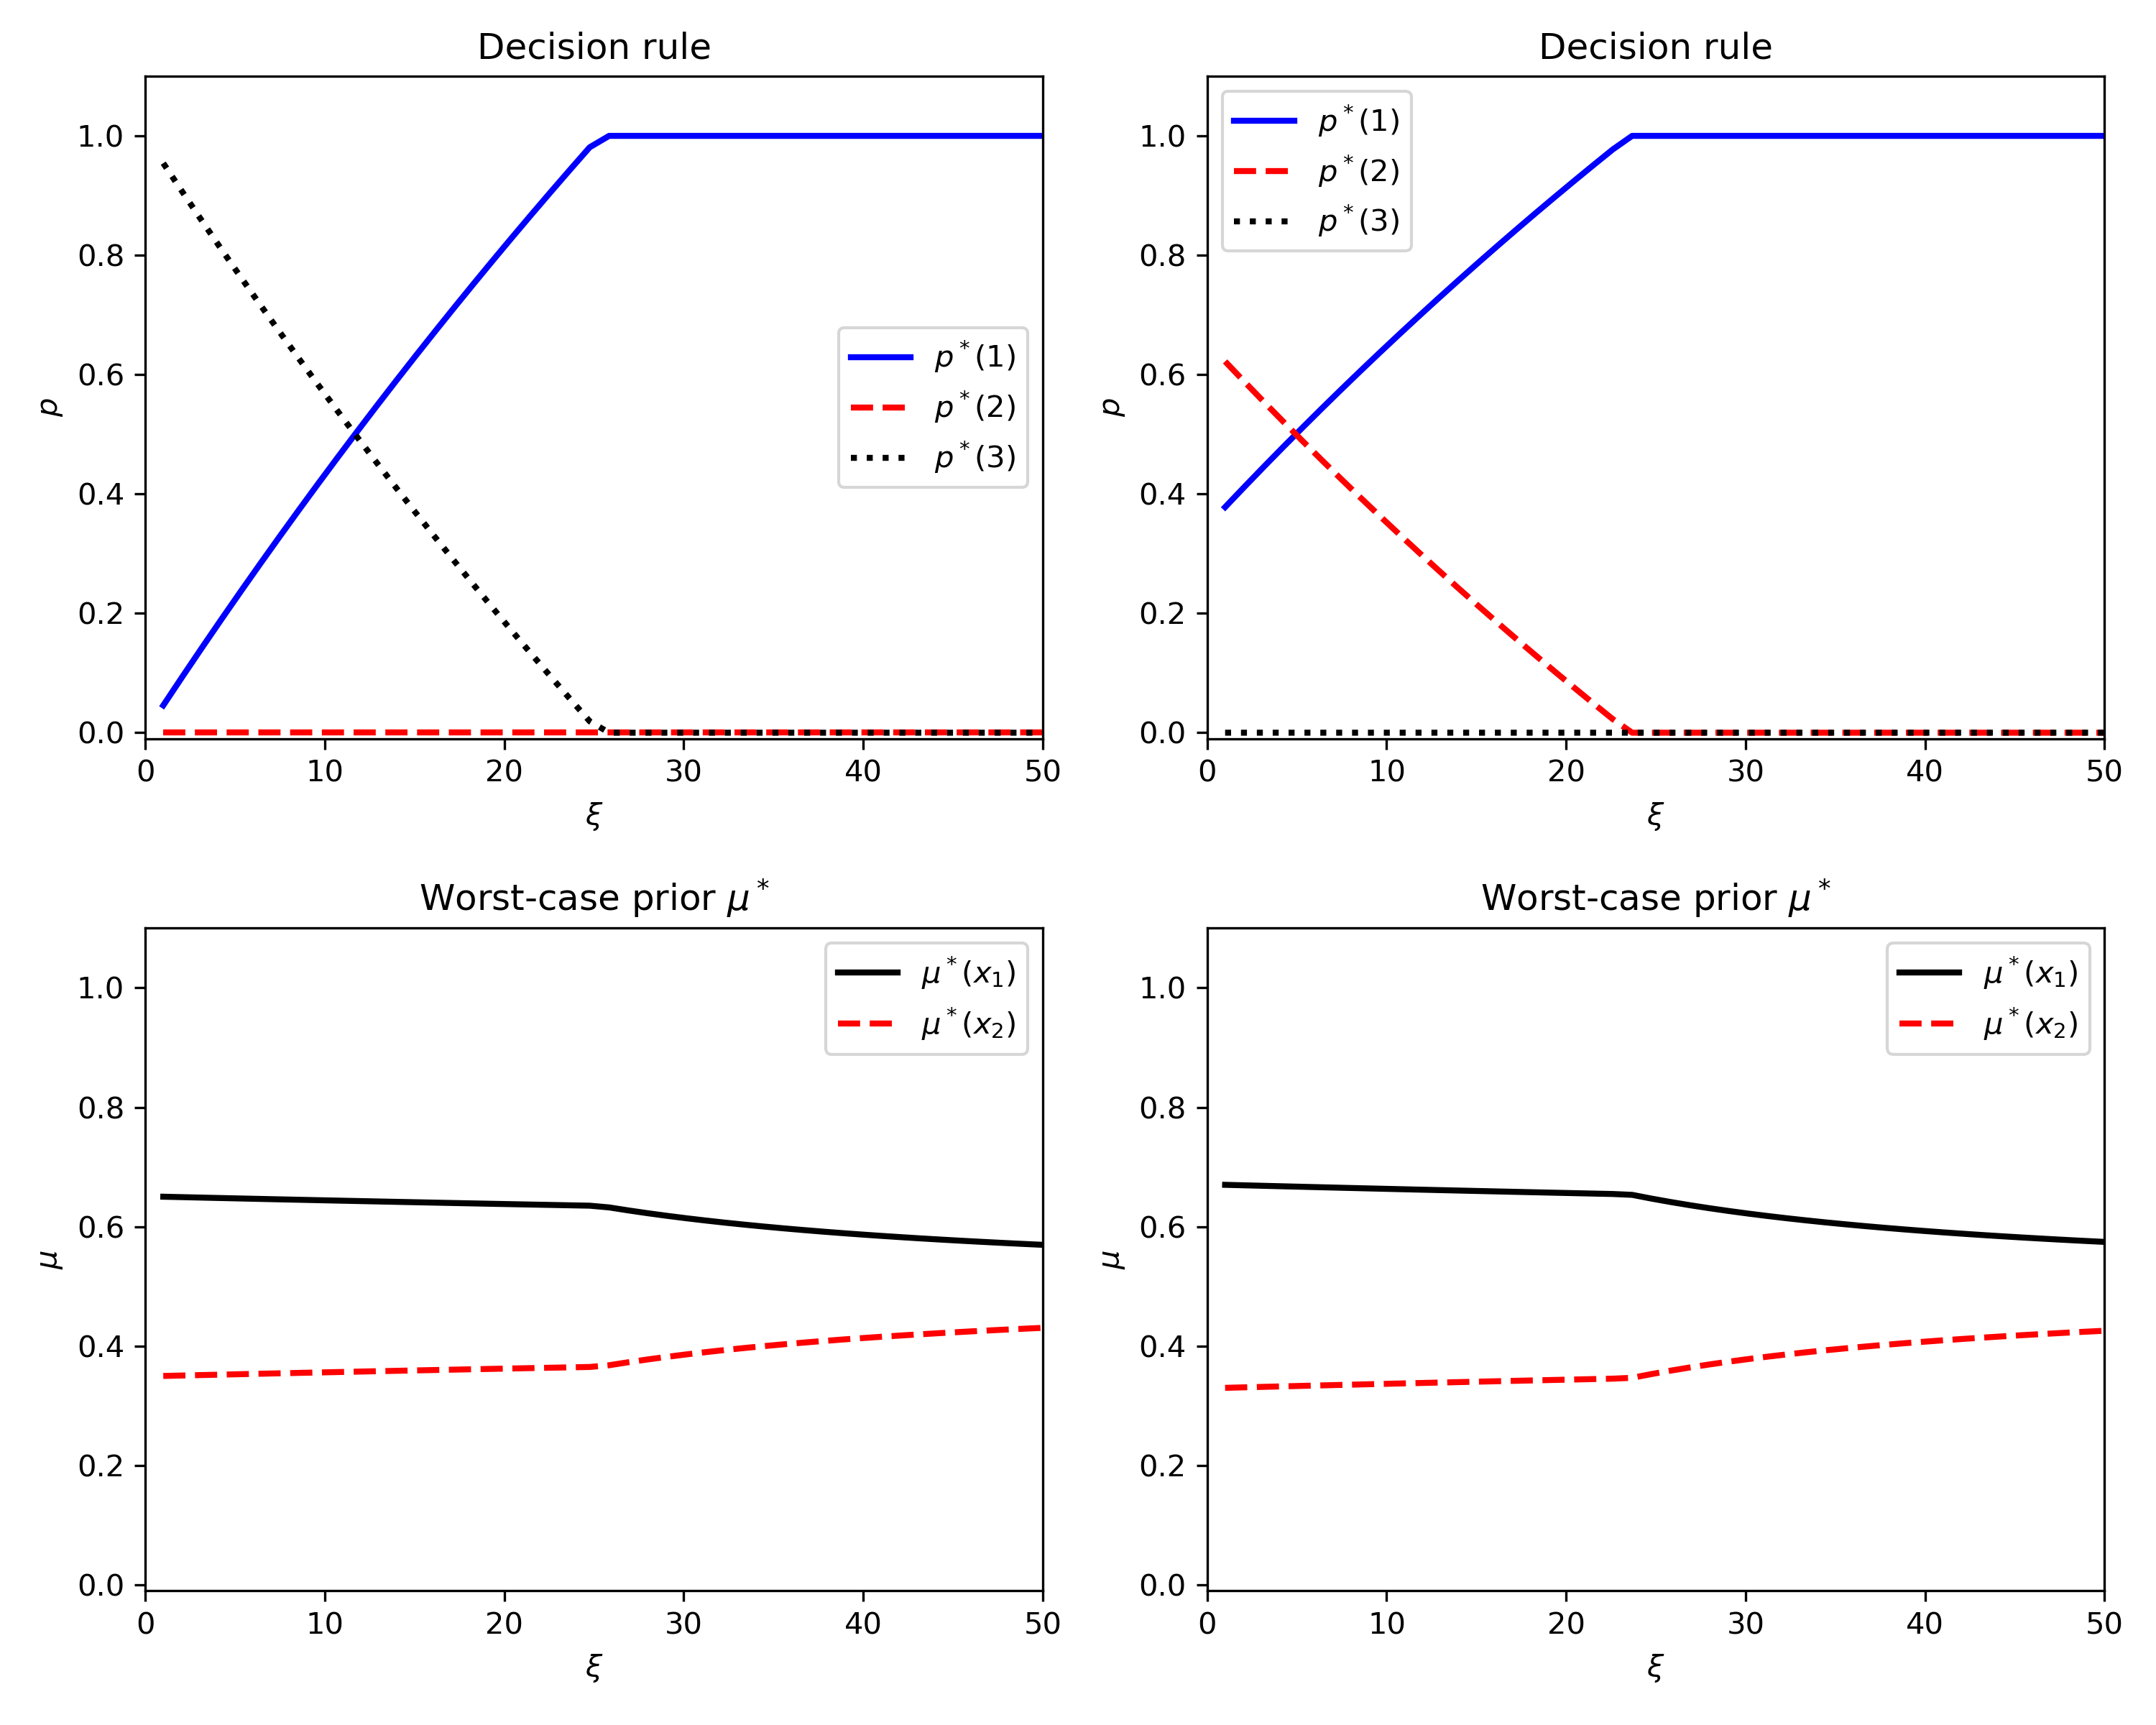 Decision rule
1.0
0.8
0.6
0.4
0.2
0.0
p
0 10 20 30 40 50
ξ
p*(1)
p*(2)
p*(3)
Decision rule
1.0
0.8
0.6
0.4
0.2
0.0
p
0 10 20 30 40 50
ξ
p*(1)
p*(2)
p*(3)
Worst-case prior μ*
1.0
0.8
0.6
0.4
0.2
0.0
μ
0 10 20 30 40 50
ξ
μ*(x₁)
μ*(x₂)
Worst-case prior μ*
1.0
0.8
0.6
0.4
0.2
0.0
μ
0 10 20 30 40 50
ξ
μ*(x₁)
μ*(x₂)